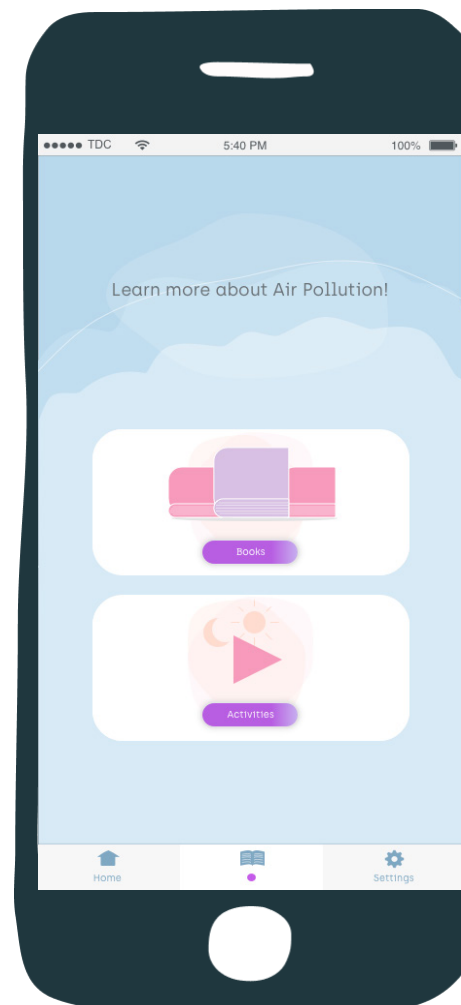 TDC 5:40 PM 100%
Learn more about Air Pollution!
Books
Activities
Home Settings